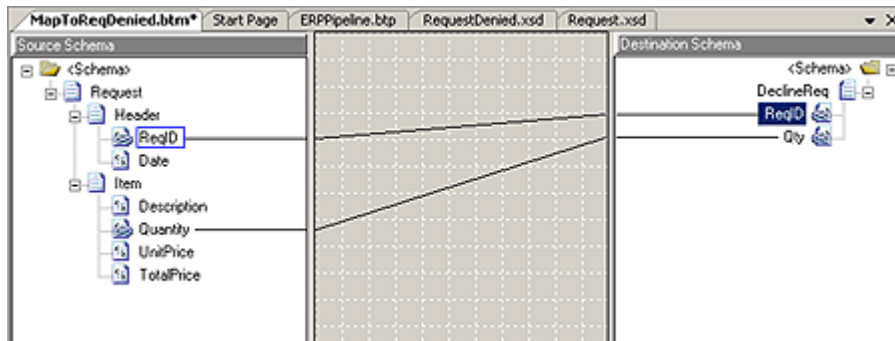 MapToReqDenied.btm* Start Page ERPPipeline.btp RequestDenied.xsd Request.xsd
Source Schema Destination Schema
<Schema> <Schema>
Request DeclineReq
Header ReqID
ReqID Qty
Date
Item
Description
Quantity
UnitPrice
TotalPrice